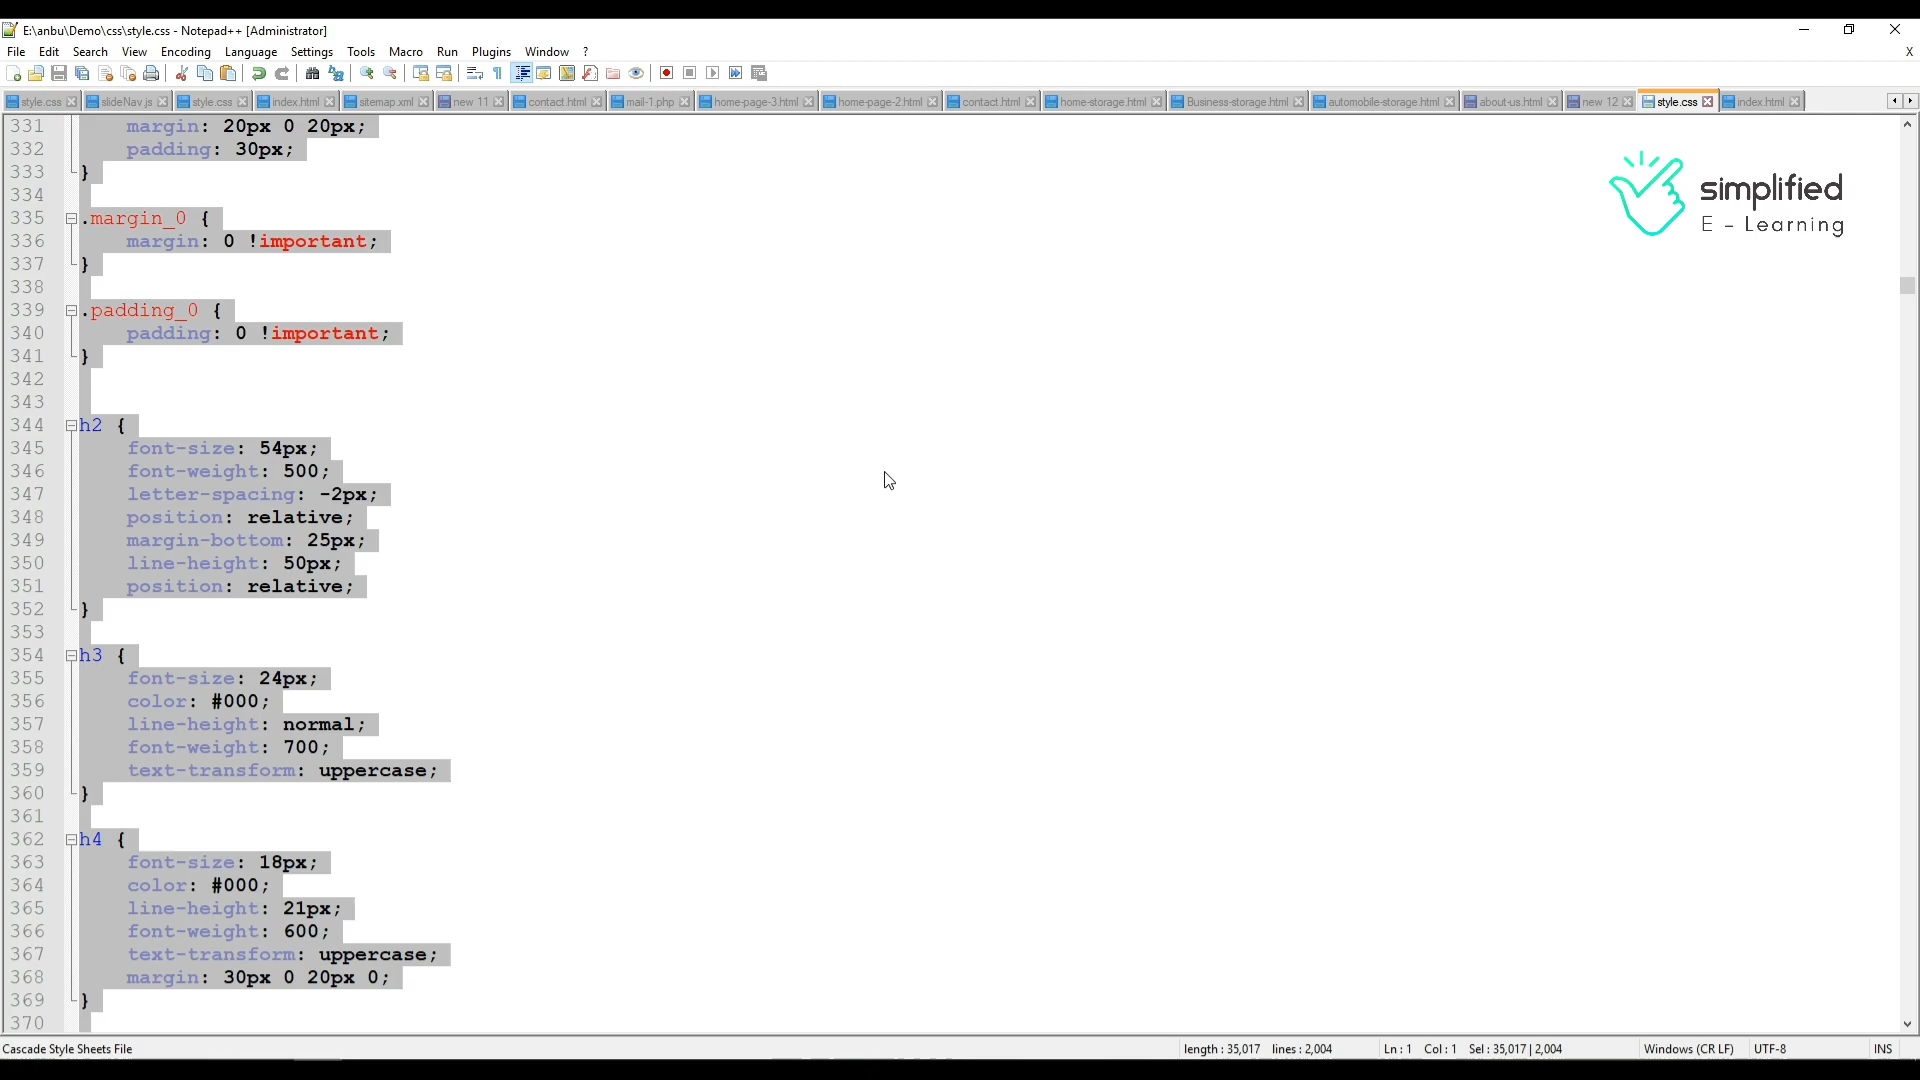 E:\anbu\Demo\css\style.css - Notepad++ [Administrator]
File Edit Search View Encoding Language Settings Tools Macro Run Plugins Window ? X
style.css slideNav.js style.css index.html sitemap.xml new 11 contact.html mail-1.php home-page-3.html home-page-2.html contact.html home-storage.html Business-storage.html automobile-storage.html about-us.html new 12 style.css index.html
331 margin: 20px 0 20px;
332 padding: 30px;
333 }
334
335 .margin_0 {
336 margin: 0 !important;
337 }
338
339 .padding_0 {
340 padding: 0 !important;
341 }
342
343
344 h2 {
345 font-size: 54px;
346 font-weight: 500;
347 letter-spacing: -2px;
348 position: relative;
349 margin-bottom: 25px;
350 line-height: 50px;
351 position: relative;
352 }
353
354 h3 {
355 font-size: 24px;
356 color: #000;
357 line-height: normal;
358 font-weight: 700;
359 text-transform: uppercase;
360 }
361
362 h4 {
363 font-size: 18px;
364 color: #000;
365 line-height: 21px;
366 font-weight: 600;
367 text-transform: uppercase;
368 margin: 30px 0 20px 0;
369 }
370
simplified
E - Learning
Cascade Style Sheets File length : 35,017 lines : 2,004 Ln : 1 Col : 1 Sel : 35,017 | 2,004 Windows (CR LF) UTF-8 INS